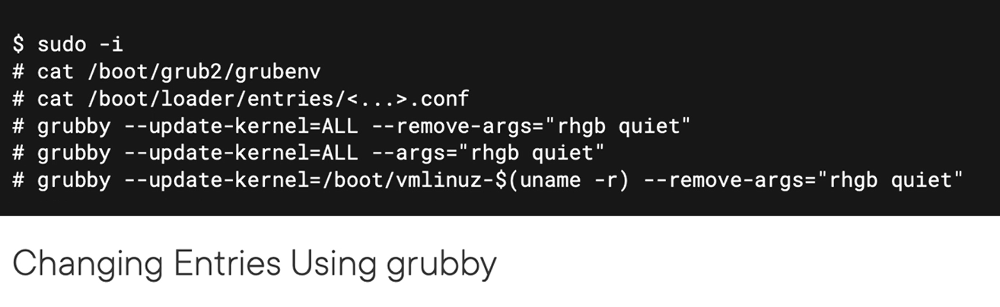 $ sudo -i
# cat /boot/grub2/grubenv
# cat /boot/loader/entries/<...>.conf
# grubby --update-kernel=ALL --remove-args="rhgb quiet"
# grubby --update-kernel=ALL --args="rhgb quiet"
# grubby --update-kernel=/boot/vmlinuz-$(uname -r) --remove-args="rhgb quiet"
Changing Entries Using grubby